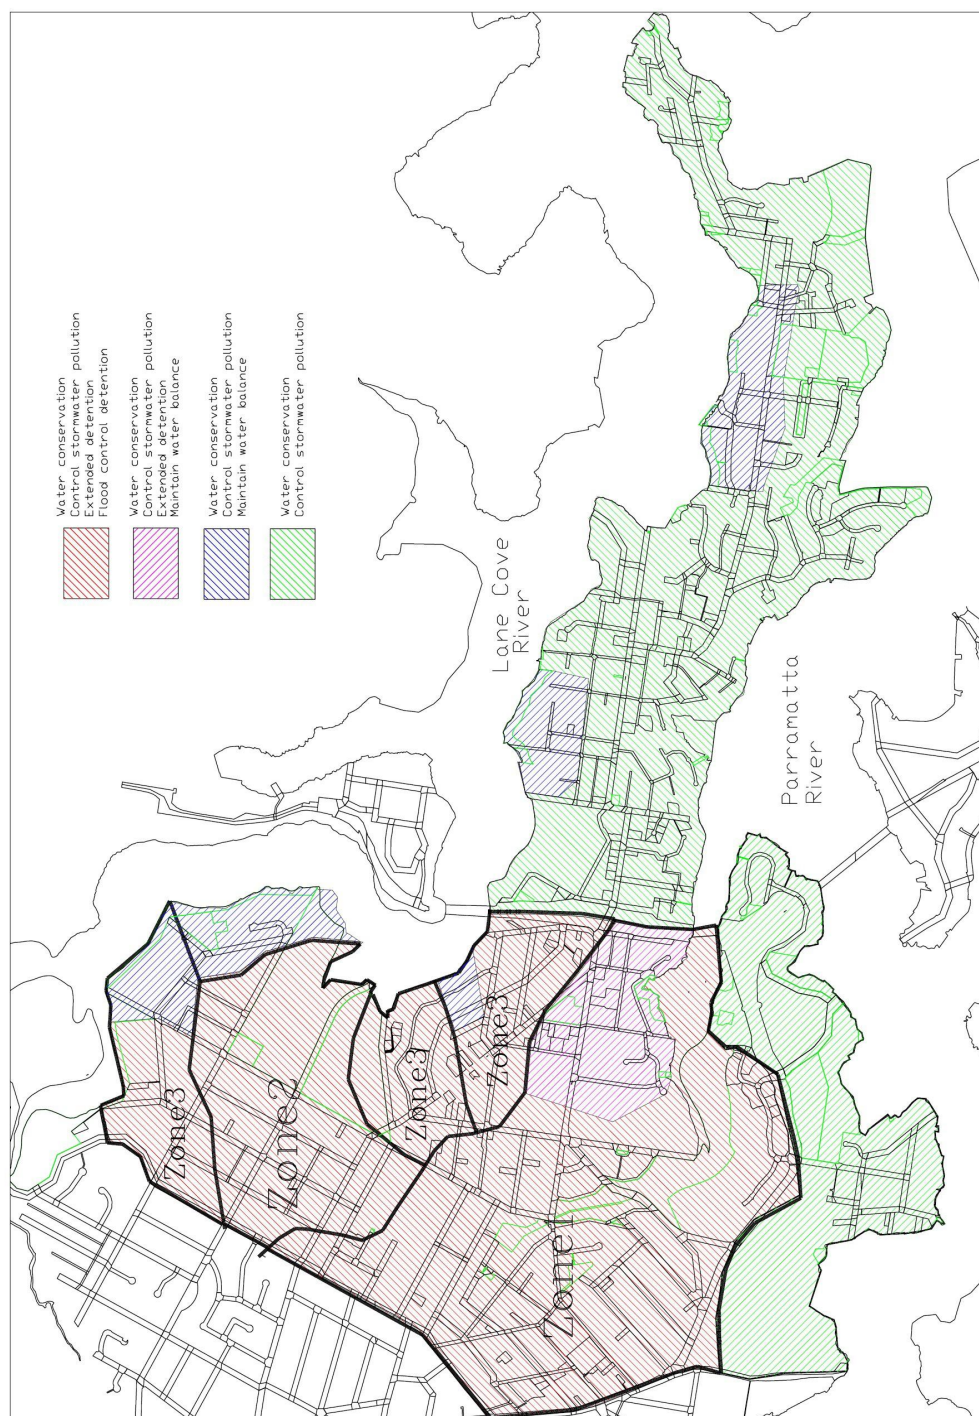 Water conservation
Control stormwater pollution
Extended detention
Flood control detention
Water conservation
Control stormwater pollution
Extended detention
Maintain water balance
Water conservation
Control stormwater pollution
Maintain water balance
Water conservation
Control stormwater pollution
Lane Cove
River
Parramatta
River
Zone3
Zone2
Zone3
Zone3
Zone1